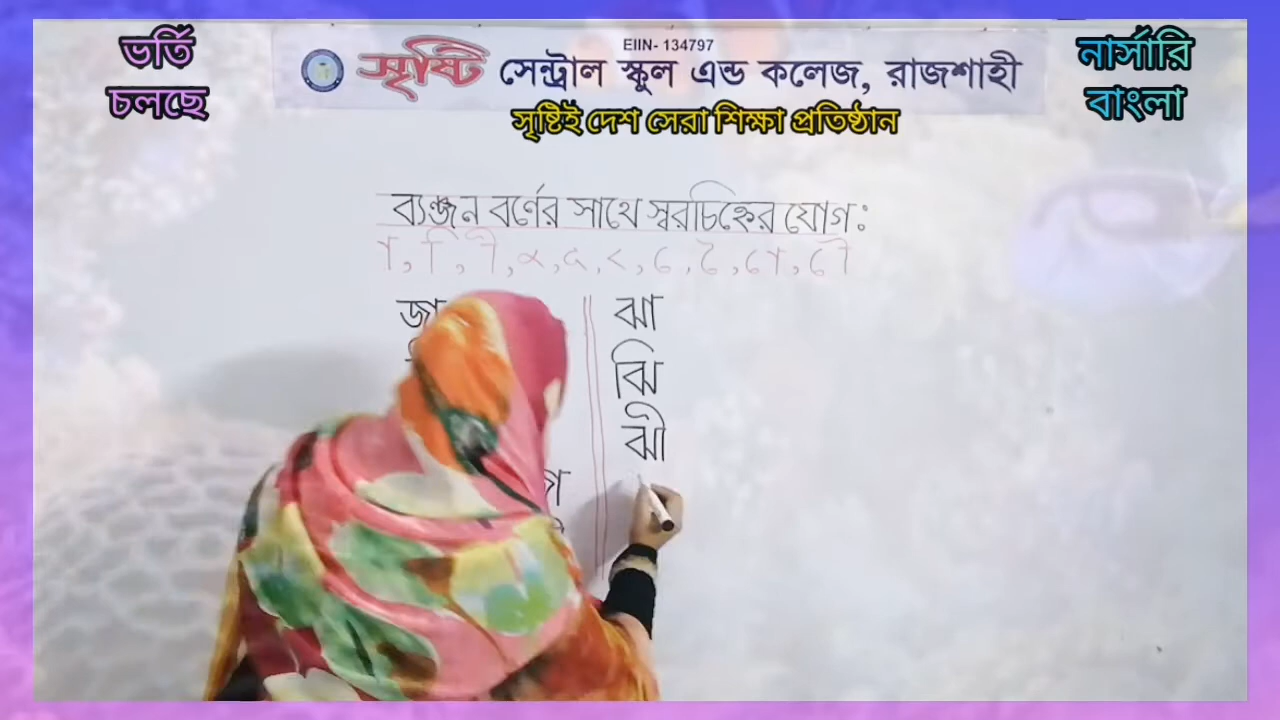 ভর্তি
চলছে
EIIN- 134797
সৃষ্টি সেন্ট্রাল স্কুল এন্ড কলেজ, রাজশাহী
সৃষ্টিই দেশ সেরা শিক্ষা প্রতিষ্ঠান
নার্সারি
বাংলা
ব্যঞ্জন বর্ণের সাথে স্বরচিহ্নের যোগঃ
া, ি, ী, ু, ূ, ৃ, ে, ৈ, ো, ৌ
জা
ঝা
ঝি
ঝী